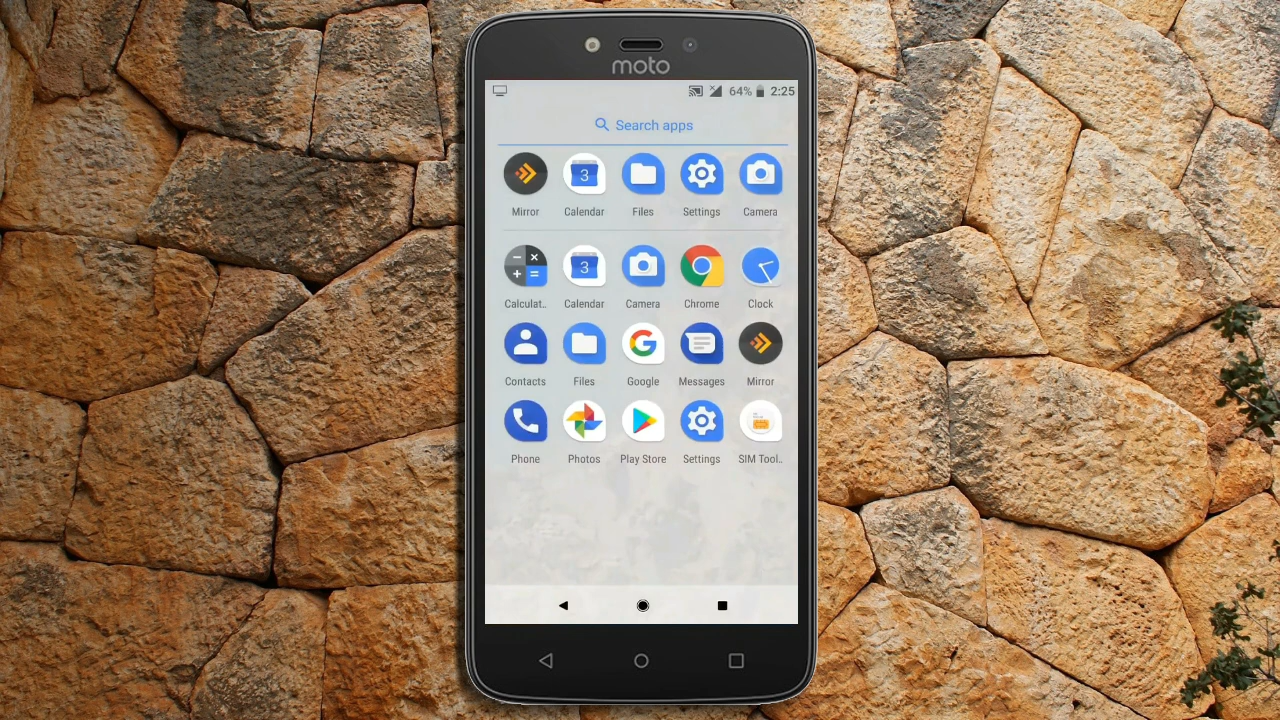 moto
64% 2:25
Search apps
3
Mirror Calendar Files Settings Camera
3
Calculat.. Calendar Camera Chrome Clock
Contacts Files Google Messages Mirror
Phone Photos Play Store Settings SIM Tool..